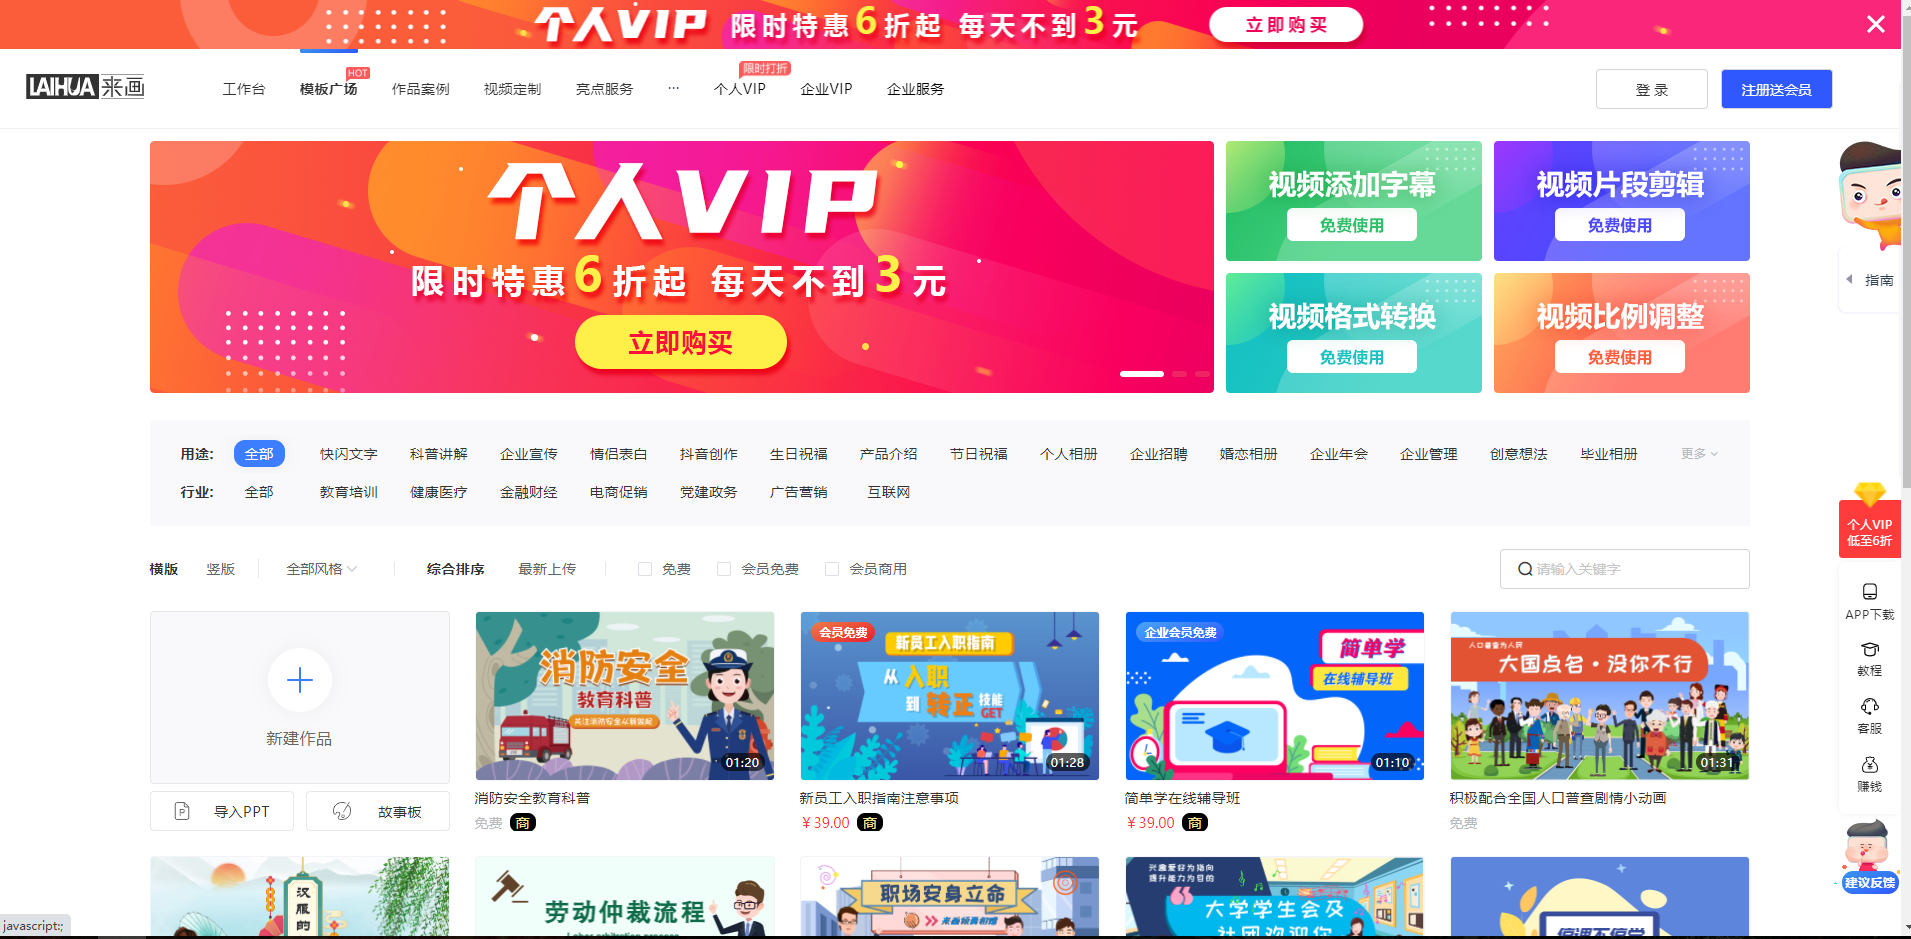 个人VIP 限时特惠6折起 每天不到3元 立即购买
LAIHUA来画
工作台 模板广场 HOT 作品案例 视频定制 亮点服务 ··· 个人VIP 限时打折 企业VIP 企业服务 登 录 注册送会员
个人VIP
限时特惠6折起 每天不到3元
立即购买
视频添加字幕
免费使用
视频片段剪辑
免费使用
视频格式转换
免费使用
视频比例调整
免费使用
指南
用途: 全部 快闪文字 科普讲解 企业宣传 情侣表白 抖音创作 生日祝福 产品介绍 节日祝福 个人相册 企业招聘 婚恋相册 企业年会 企业管理 创意想法 毕业相册 更多
行业: 全部 教育培训 健康医疗 金融财经 电商促销 党建政务 广告营销 互联网
个人VIP
低至6折
横版 竖版 全部风格 综合排序 最新上传 免费 会员免费 会员商用 请输入关键字
新建作品
导入PPT 故事板
消防安全
教育科普
关注消防安全从我做起
01:20
消防安全教育科普
免费 商
会员免费
新员工入职指南
从入职
到转正技能
GET
01:28
新员工入职指南注意事项
￥39.00 商
企业会员免费
简单学
在线辅导班
01:10
简单学在线辅导班
￥39.00 商
人口普查为人民
大国点名·没你不行
01:31
积极配合全国人口普查剧情小动画
免费
APP下载
教程
客服
赚钱
建议反馈
汉服的
劳动仲裁流程
Labor arbitration process
职场安身立命
兴趣爱好为指向
提升能力为目的
大学学生会及
社团欢迎你
停课不停学
javascript:;